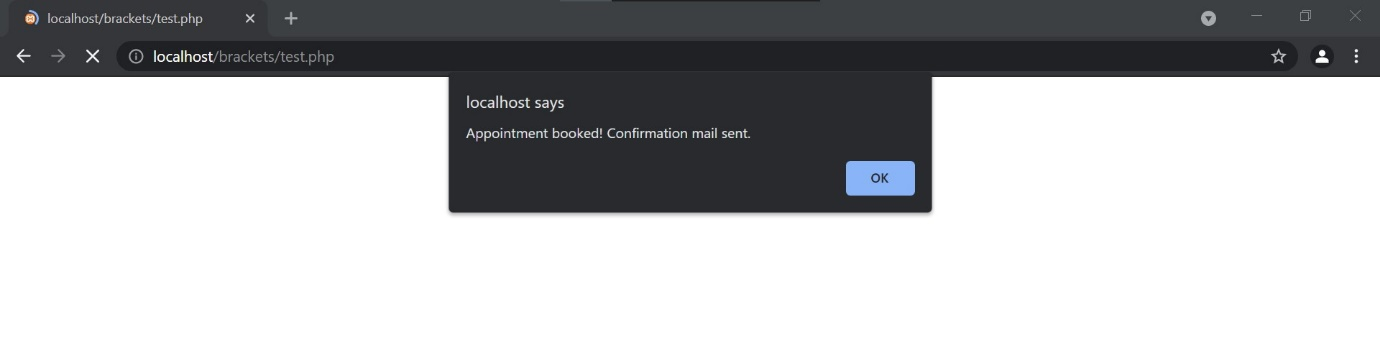 localhost/brackets/test.php
localhost/brackets/test.php
localhost says
Appointment booked! Confirmation mail sent.
OK